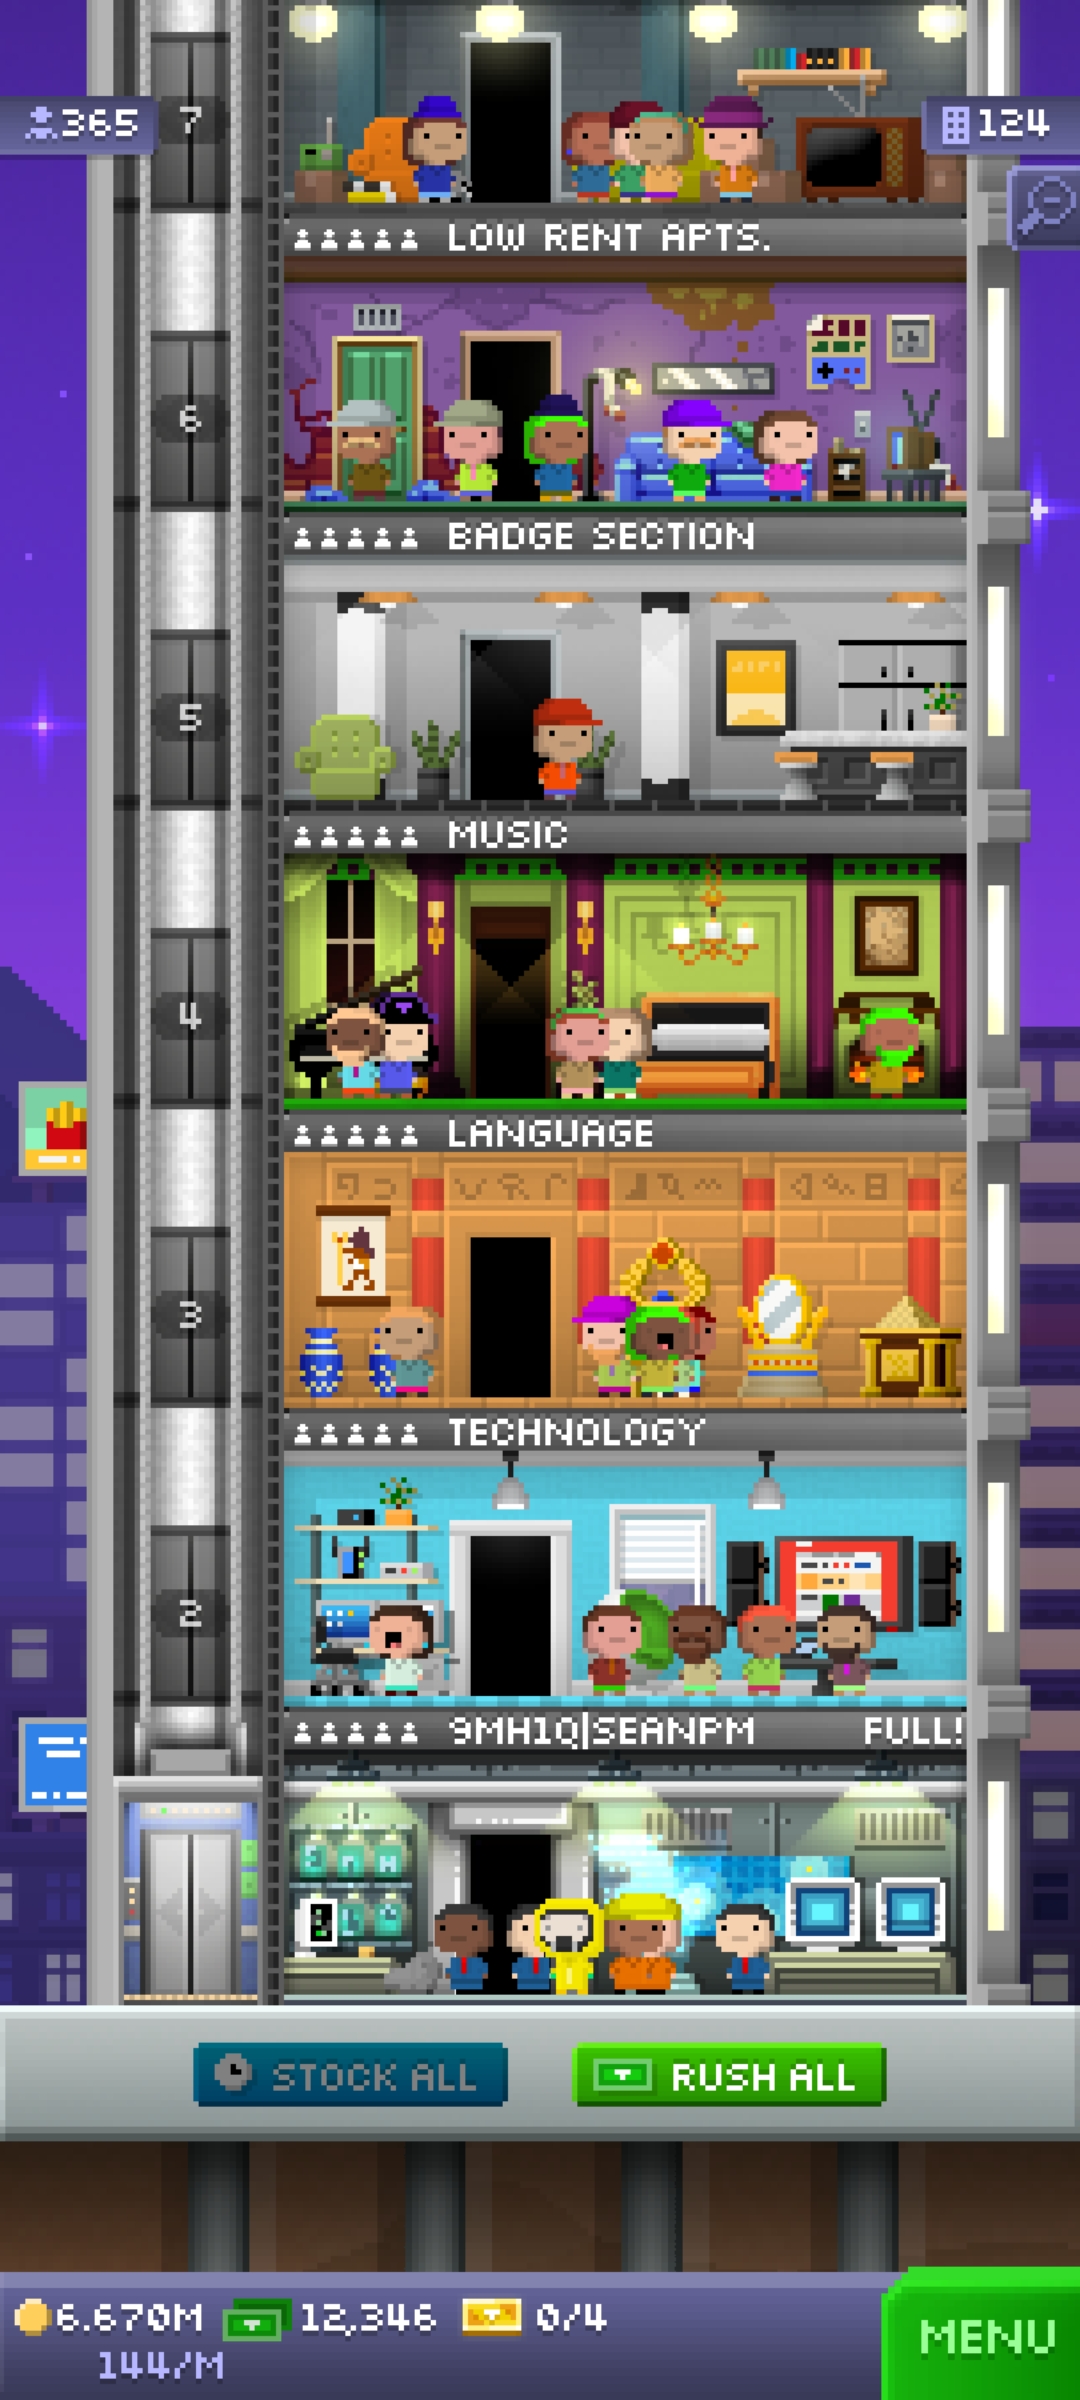 365
7
124
LOW RENT APTS.
6
BADGE SECTION
5
MUSIC
4
LANGUAGE
3
TECHNOLOGY
2
9MH1Q|SEANPM FULL!
STOCK ALL
RUSH ALL
6.670M
12,346
0/4
144/M
MENU